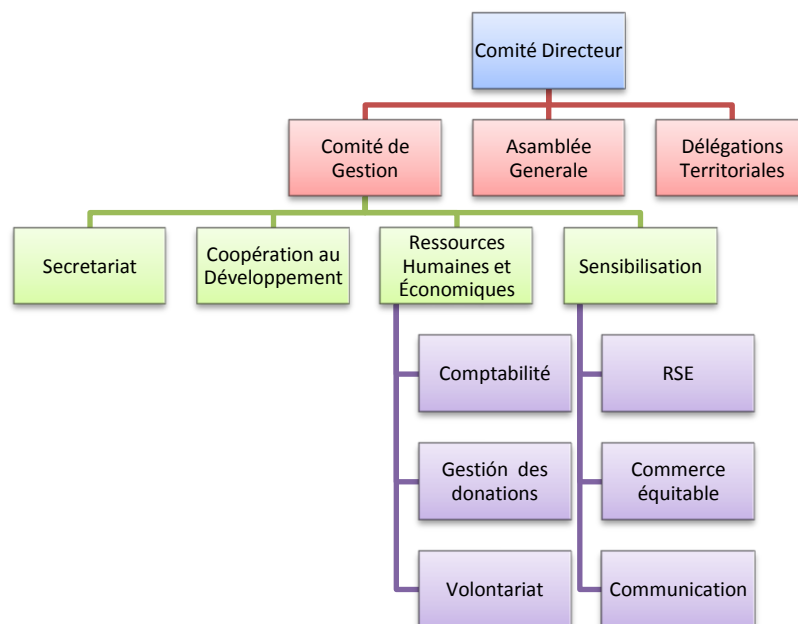 Comité Directeur
Comité de
Gestion
Asamblée
Generale
Délégations
Territoriales
Secretariat
Coopération au
Développement
Ressources
Humaines et
Économiques
Sensibilisation
Comptabilité
RSE
Gestión des
donations
Commerce
équitable
Volontariat
Communication